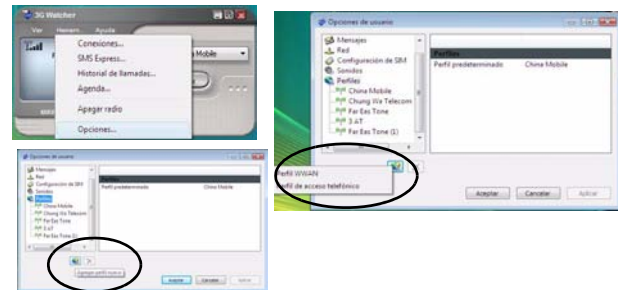 3G Watcher
Ver Herram. Ayuda
Conexiones...
SMS Express...
Historial de llamadas...
Agenda...
Apagar radio
Opciones...
Mobile
Opciones de usuario
Mensajes
Red
Configuración de SIM
Sonidos
Perfiles
China Mobile
Chung Wa Telecom
Far Eas Tone
3 AT
Far Eas Tone (1)
Perfiles
Perfil predeterminado China Mobile
Agregar perfil nuevo
Aceptar Cancelar Aplicar
Opciones de usuario
Mensajes
Red
Configuración de SIM
Sonidos
Perfiles
China Mobile
Chung Wa Telecom
Far Eas Tone
3 AT
Far Eas Tone (1)
Perfiles
Perfil predeterminado China Mobile
Perfil WWAN
Perfil de acceso telefónico
Aceptar Cancelar Aplicar